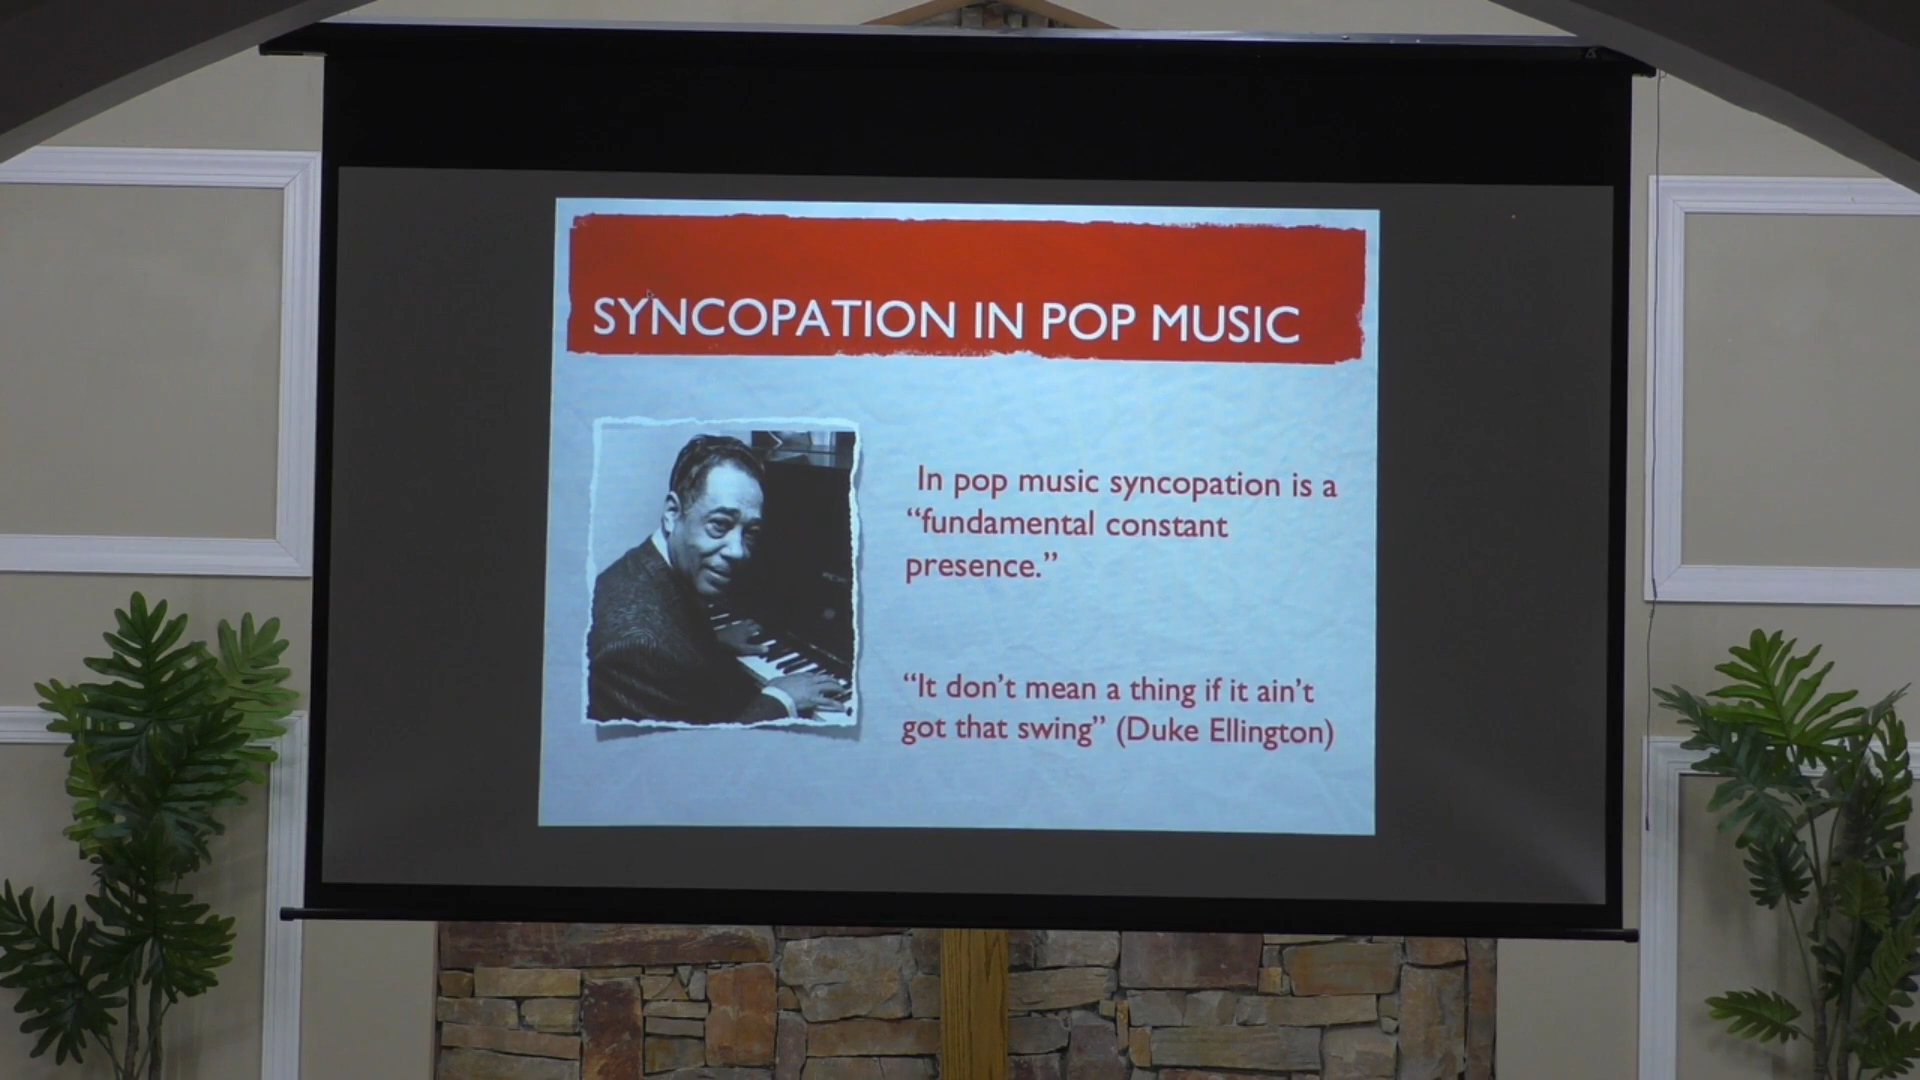 SYNCOPATION IN POP MUSIC
In pop music syncopation is a
“fundamental constant
presence.”
“It don’t mean a thing if it ain’t
got that swing” (Duke Ellington)